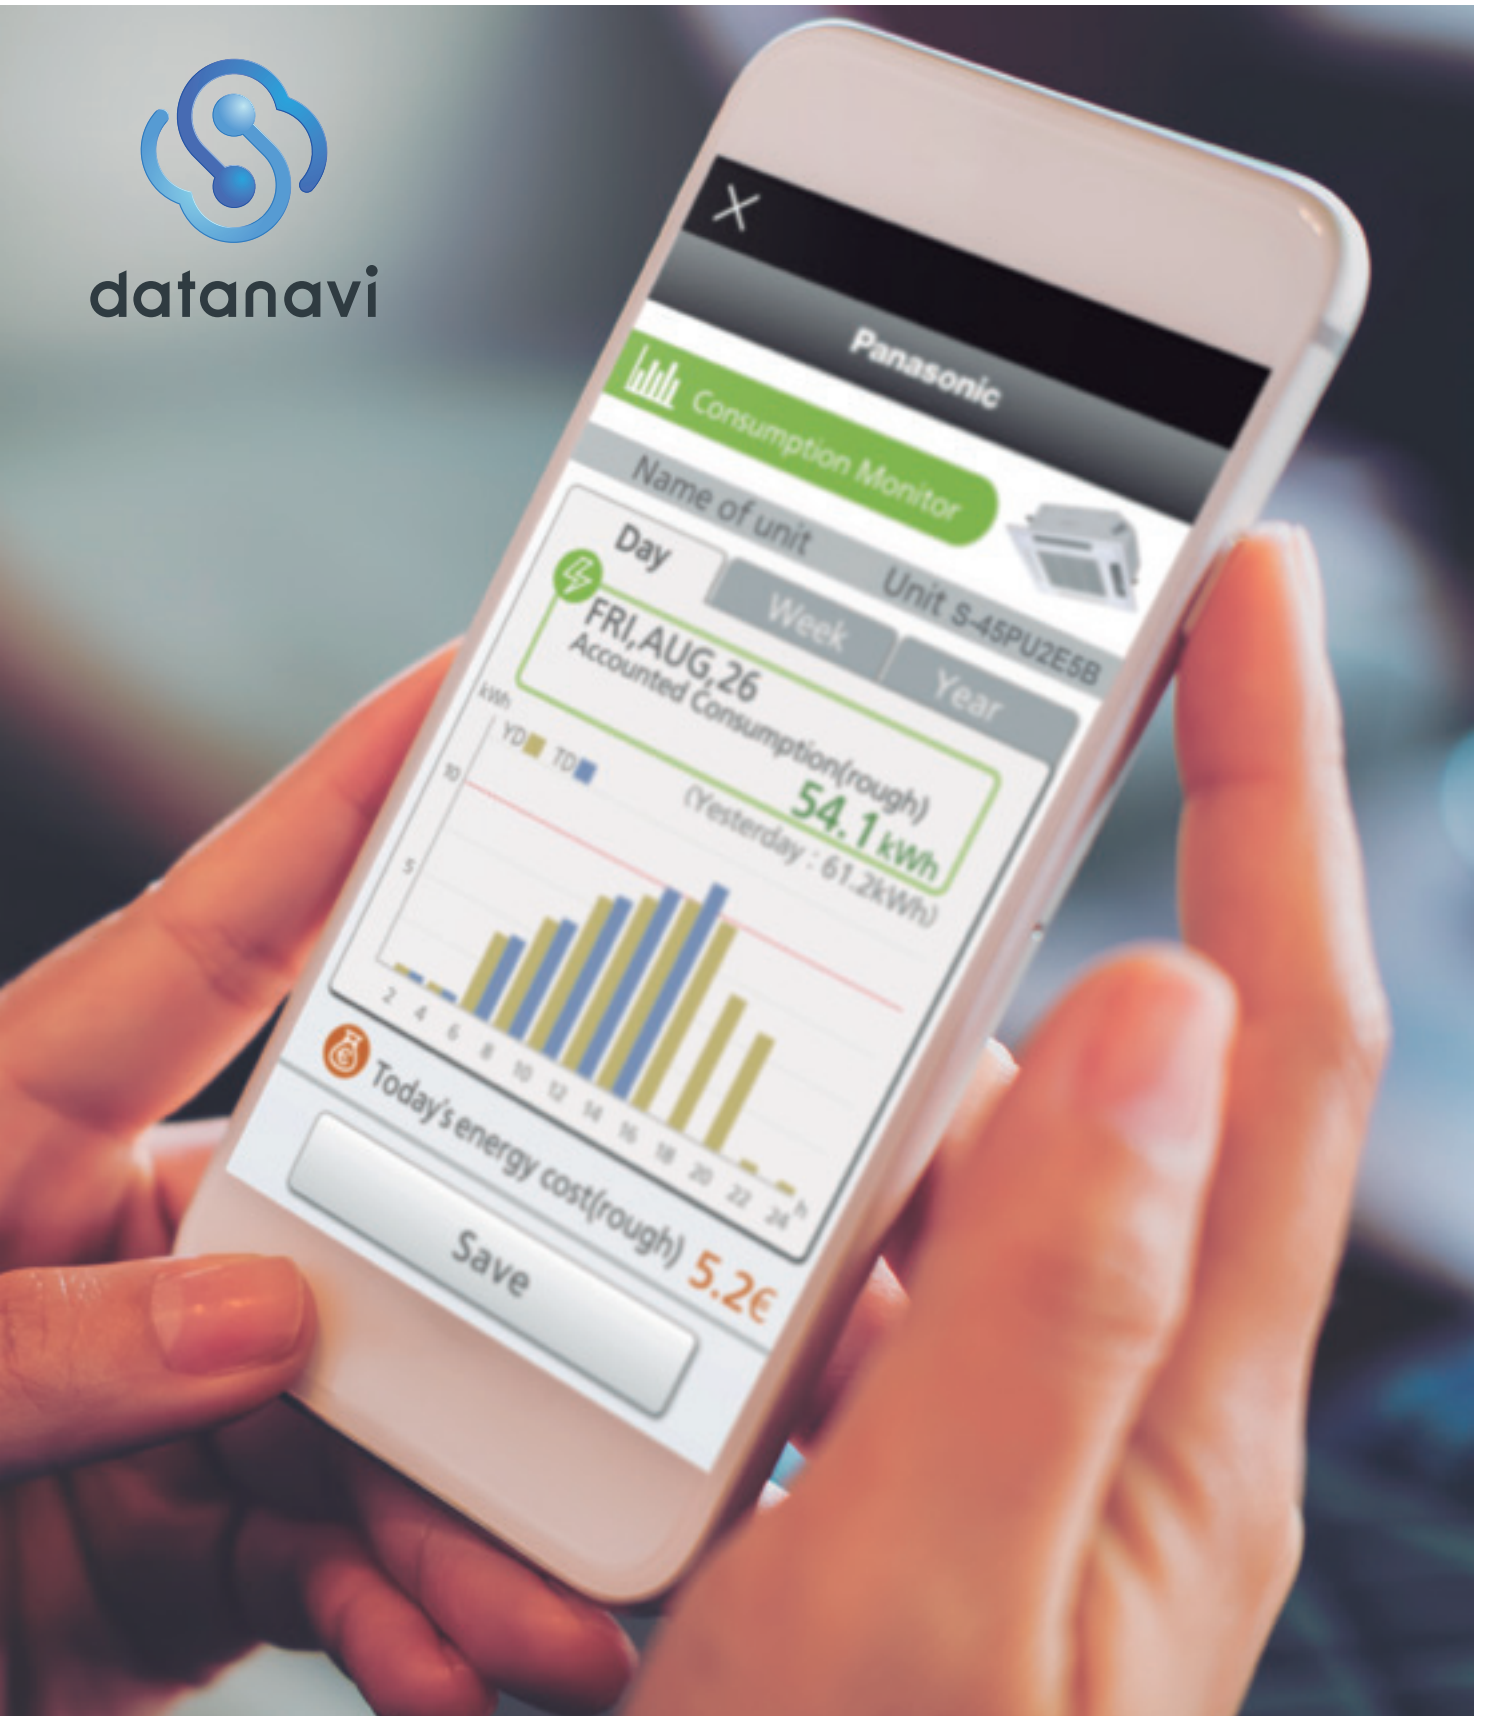 datanavi
Panasonic
Consumption Monitor
Name of unit Unit S-45PU2E5B
Day Week Year
FRI,AUG,26
Accounted Consumption(rough)
54.1 kWh
(Yesterday : 61.2kWh)
kWh
YD TD
10
5
2 4 6 8 10 12 14 16 18 20 22 24 h
Today's energy cost(rough) 5.2€
Save